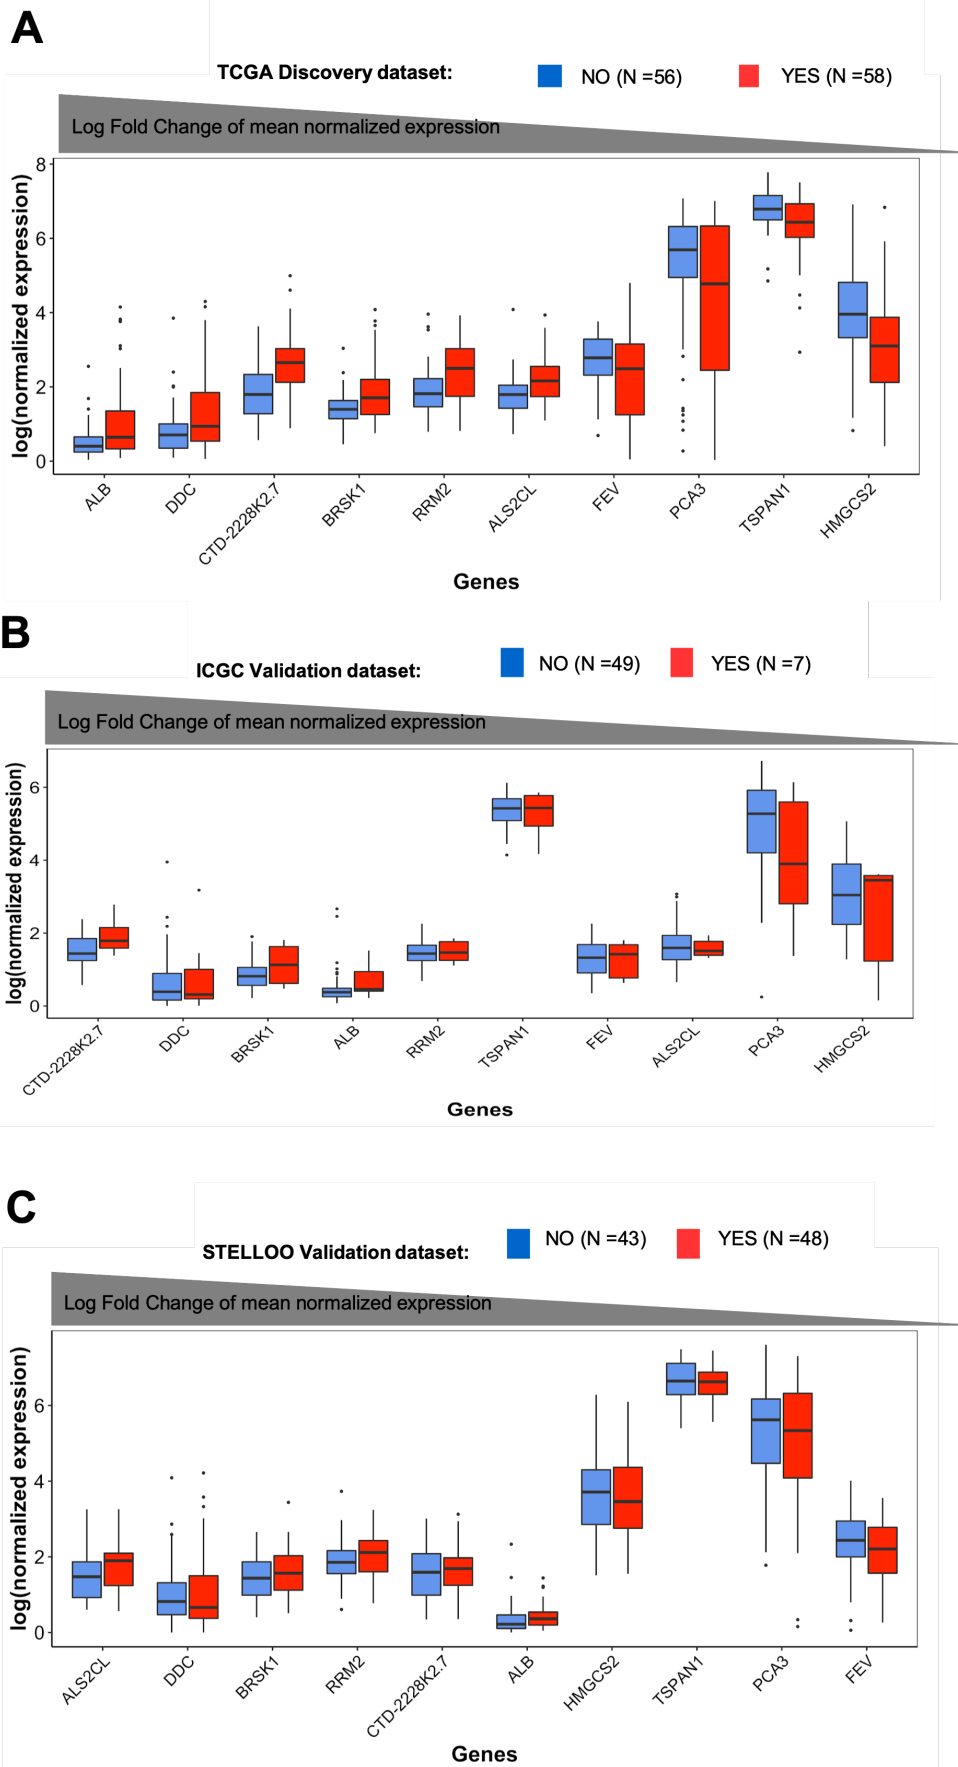 A
TCGA Discovery dataset: NO (N =56) YES (N =58)
Log Fold Change of mean normalized expression
log(normalized expression)
8
6
4
2
0
ALB DDC CTD-2228K2.7 BRSK1 RRM2 ALS2CL FEV PCA3 TSPAN1 HMGCS2
Genes
B
ICGC Validation dataset: NO (N =49) YES (N =7)
Log Fold Change of mean normalized expression
log(normalized expression)
6
4
2
0
CTD-2228K2.7 DDC BRSK1 ALB RRM2 TSPAN1 FEV ALS2CL PCA3 HMGCS2
Genes
C
STELLOO Validation dataset: NO (N =43) YES (N =48)
Log Fold Change of mean normalized expression
log(normalized expression)
6
4
2
0
ALS2CL DDC BRSK1 RRM2 CTD-2228K2.7 ALB HMGCS2 TSPAN1 PCA3 FEV
Genes